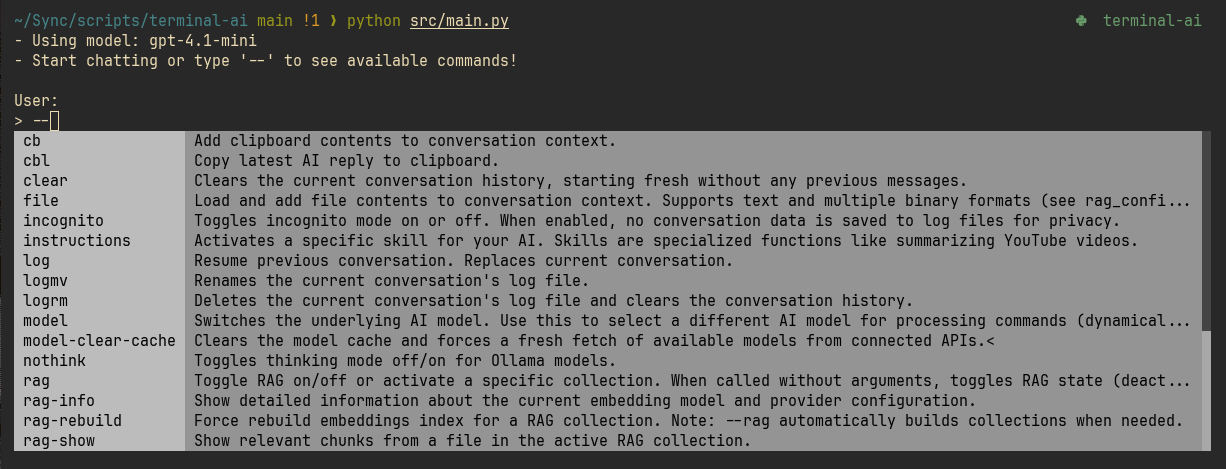 ~/Sync/scripts/terminal-ai main !1 ❯ python src/main.py terminal-ai
- Using model: gpt-4.1-mini
- Start chatting or type '--' to see available commands!
User:
> --
cb Add clipboard contents to conversation context.
cbl Copy latest AI reply to clipboard.
clear Clears the current conversation history, starting fresh without any previous messages.
file Load and add file contents to conversation context. Supports text and multiple binary formats (see rag_confi...
incognito Toggles incognito mode on or off. When enabled, no conversation data is saved to log files for privacy.
instructions Activates a specific skill for your AI. Skills are specialized functions like summarizing YouTube videos.
log Resume previous conversation. Replaces current conversation.
logmv Renames the current conversation's log file.
logrm Deletes the current conversation's log file and clears the conversation history.
model Switches the underlying AI model. Use this to select a different AI model for processing commands (dynamical...
model-clear-cache Clears the model cache and forces a fresh fetch of available models from connected APIs.<
nothink Toggles thinking mode off/on for Ollama models.
rag Toggle RAG on/off or activate a specific collection. When called without arguments, toggles RAG state (deact...
rag-info Show detailed information about the current embedding model and provider configuration.
rag-rebuild Force rebuild embeddings index for a RAG collection. Note: --rag automatically builds collections when needed.
rag-show Show relevant chunks from a file in the active RAG collection.